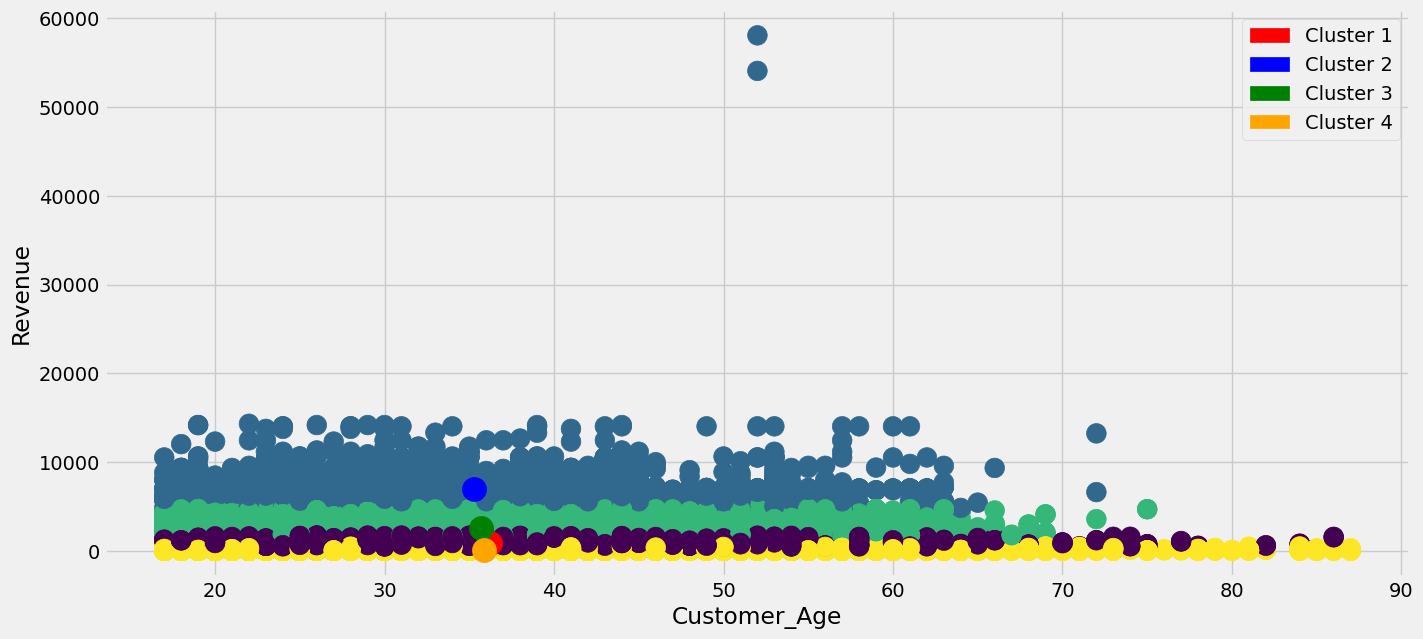 60000
50000
40000
30000
20000
10000
0
Revenue
20 30 40 50 60 70 80 90
Customer_Age
Cluster 1
Cluster 2
Cluster 3
Cluster 4